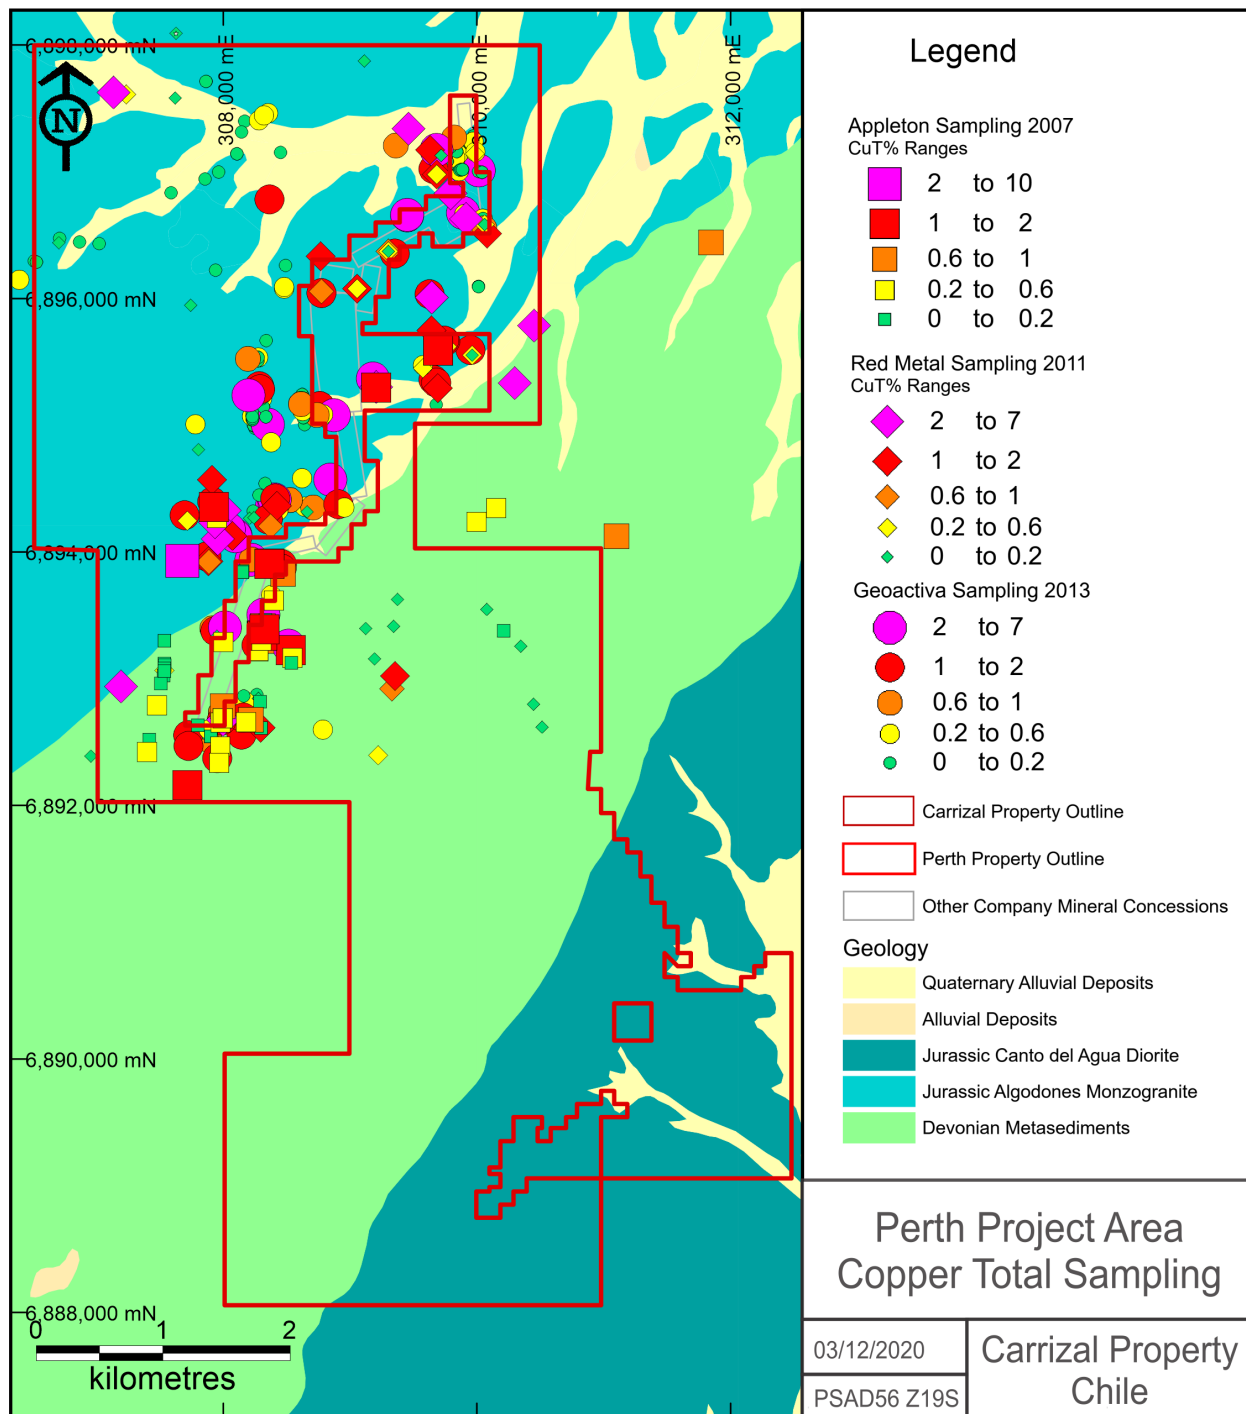 6,898,000 mN
308,000 mE
310,000 mE
312,000 mE
N
6,896,000 mN
6,894,000 mN
6,892,000 mN
6,890,000 mN
6,888,000 mN
0 1 2
kilometres
Legend
Appleton Sampling 2007
CuT% Ranges
2 to 10
1 to 2
0.6 to 1
0.2 to 0.6
0 to 0.2
Red Metal Sampling 2011
CuT% Ranges
2 to 7
1 to 2
0.6 to 1
0.2 to 0.6
0 to 0.2
Geoactiva Sampling 2013
2 to 7
1 to 2
0.6 to 1
0.2 to 0.6
0 to 0.2
Carrizal Property Outline
Perth Property Outline
Other Company Mineral Concessions
Geology
Quaternary Alluvial Deposits
Alluvial Deposits
Jurassic Canto del Agua Diorite
Jurassic Algodones Monzogranite
Devonian Metasediments
Perth Project Area
Copper Total Sampling
03/12/2020
PSAD56 Z19S
Carrizal Property
Chile